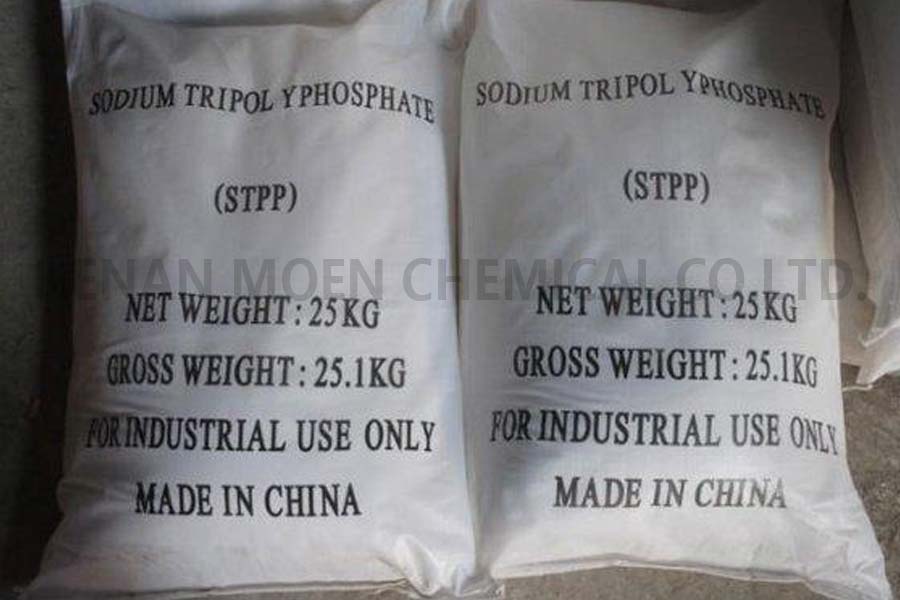 SODIUM TRIPOL YPHOSPHATE
(STPP)
NET WEIGHT : 25KG
GROSS WEIGHT : 25.1KG
FOR INDUSTRIAL USE ONLY
MADE IN CHINA
SODIUM TRIPOL YPHOSPHATE
(STPP)
NET WEIGHT : 25KG
GROSS WEIGHT : 25.1KG
FOR INDUSTRIAL USE ONLY
MADE IN CHINA
HENAN MOEN CHEMICAL CO.LTD.